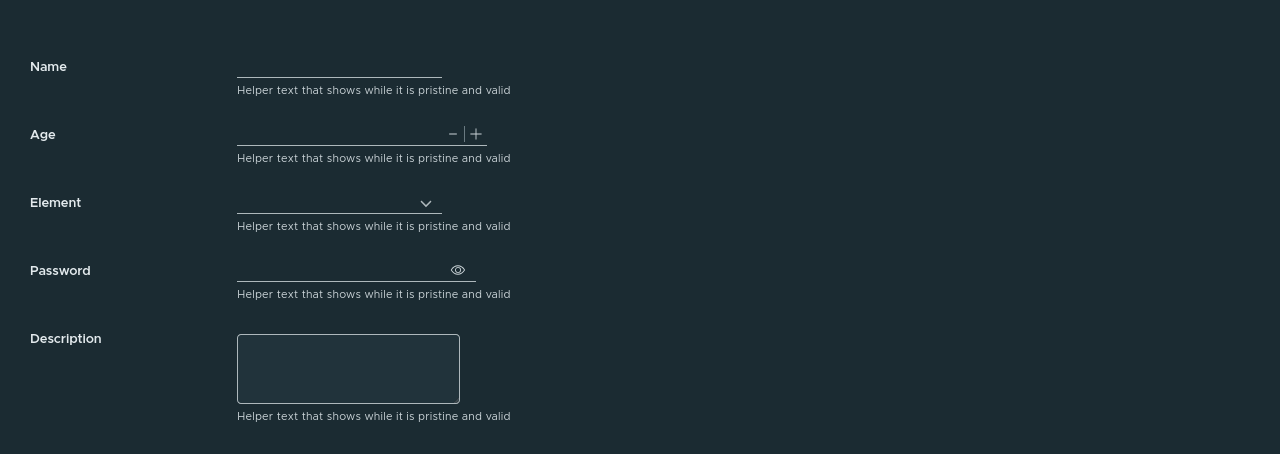 Name
Helper text that shows while it is pristine and valid
Age
Helper text that shows while it is pristine and valid
Element
Helper text that shows while it is pristine and valid
Password
Helper text that shows while it is pristine and valid
Description
Helper text that shows while it is pristine and valid